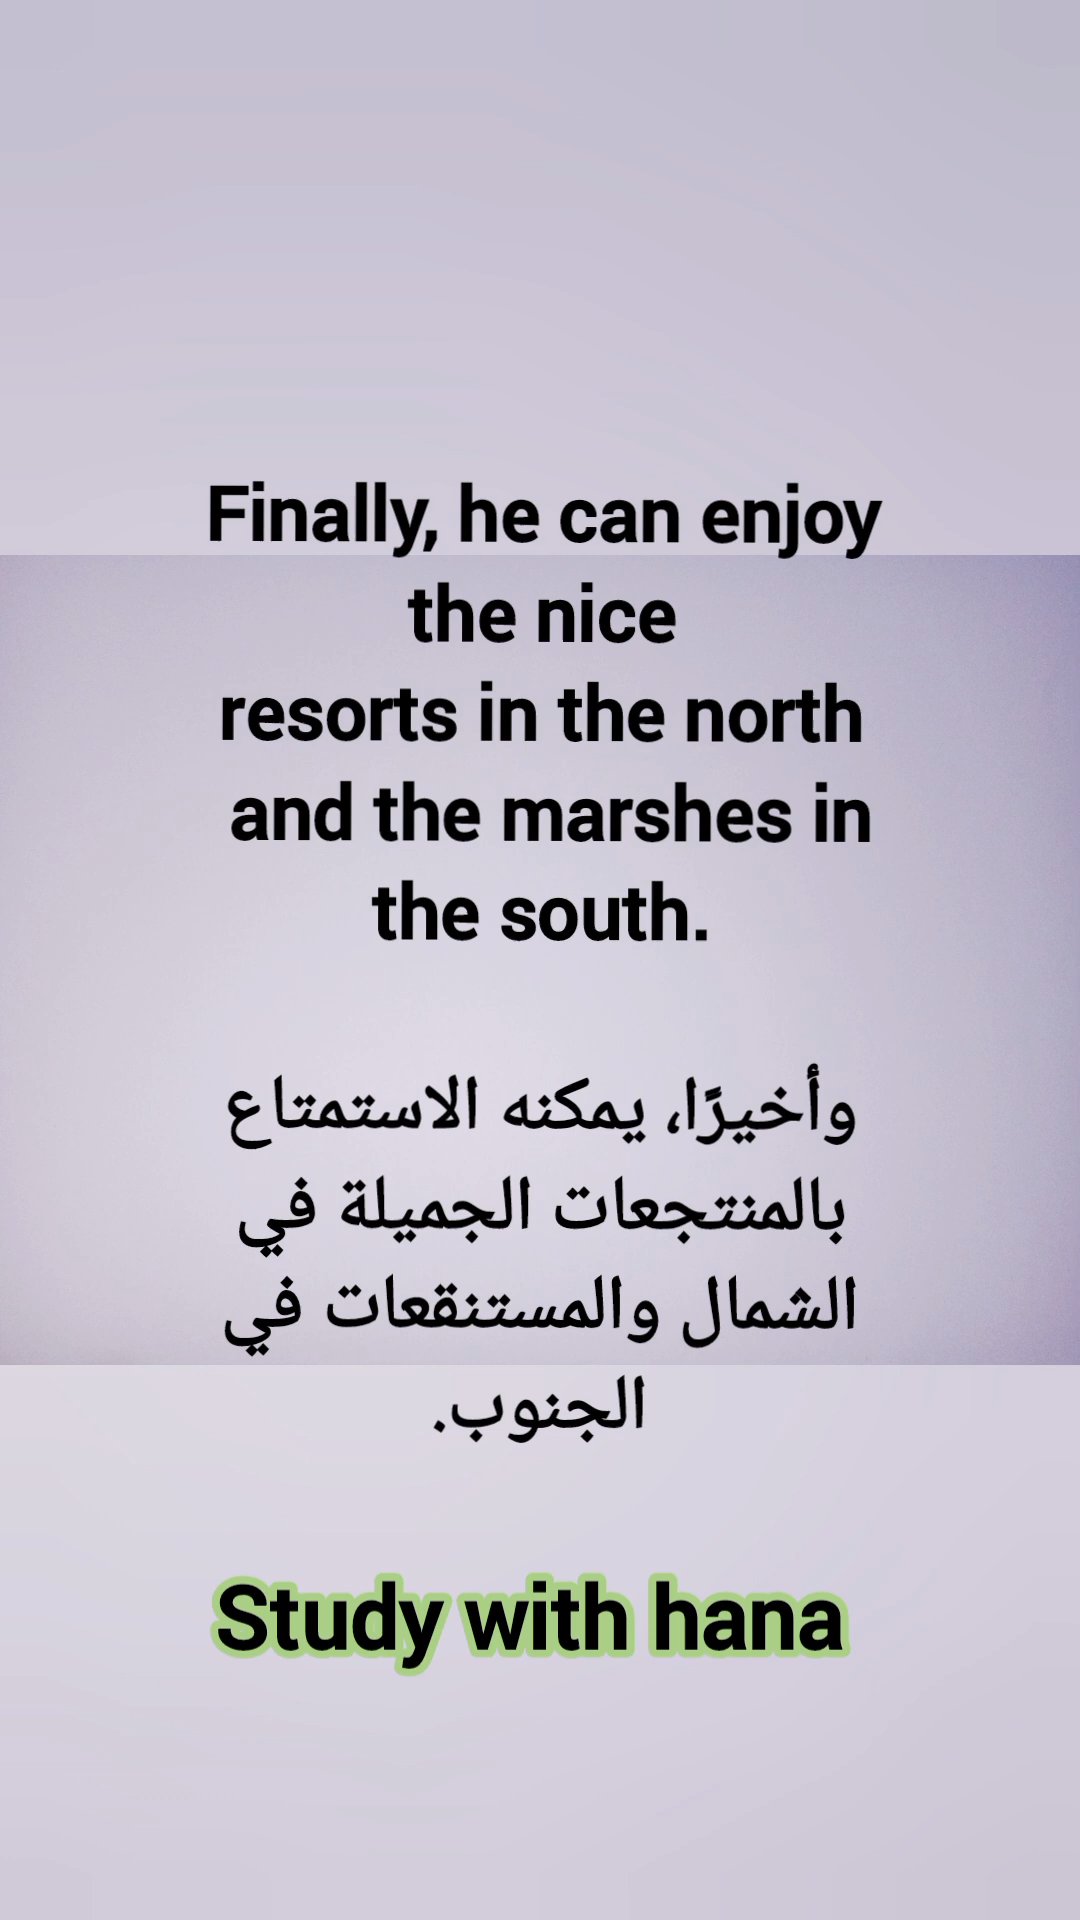 Finally, he can enjoy
the nice
resorts in the north
and the marshes in
the south.
وأخيرًا، يمكنه الاستمتاع
بالمنتجعات الجميلة في
الشمال والمستنقعات في
الجنوب.
Study with hana